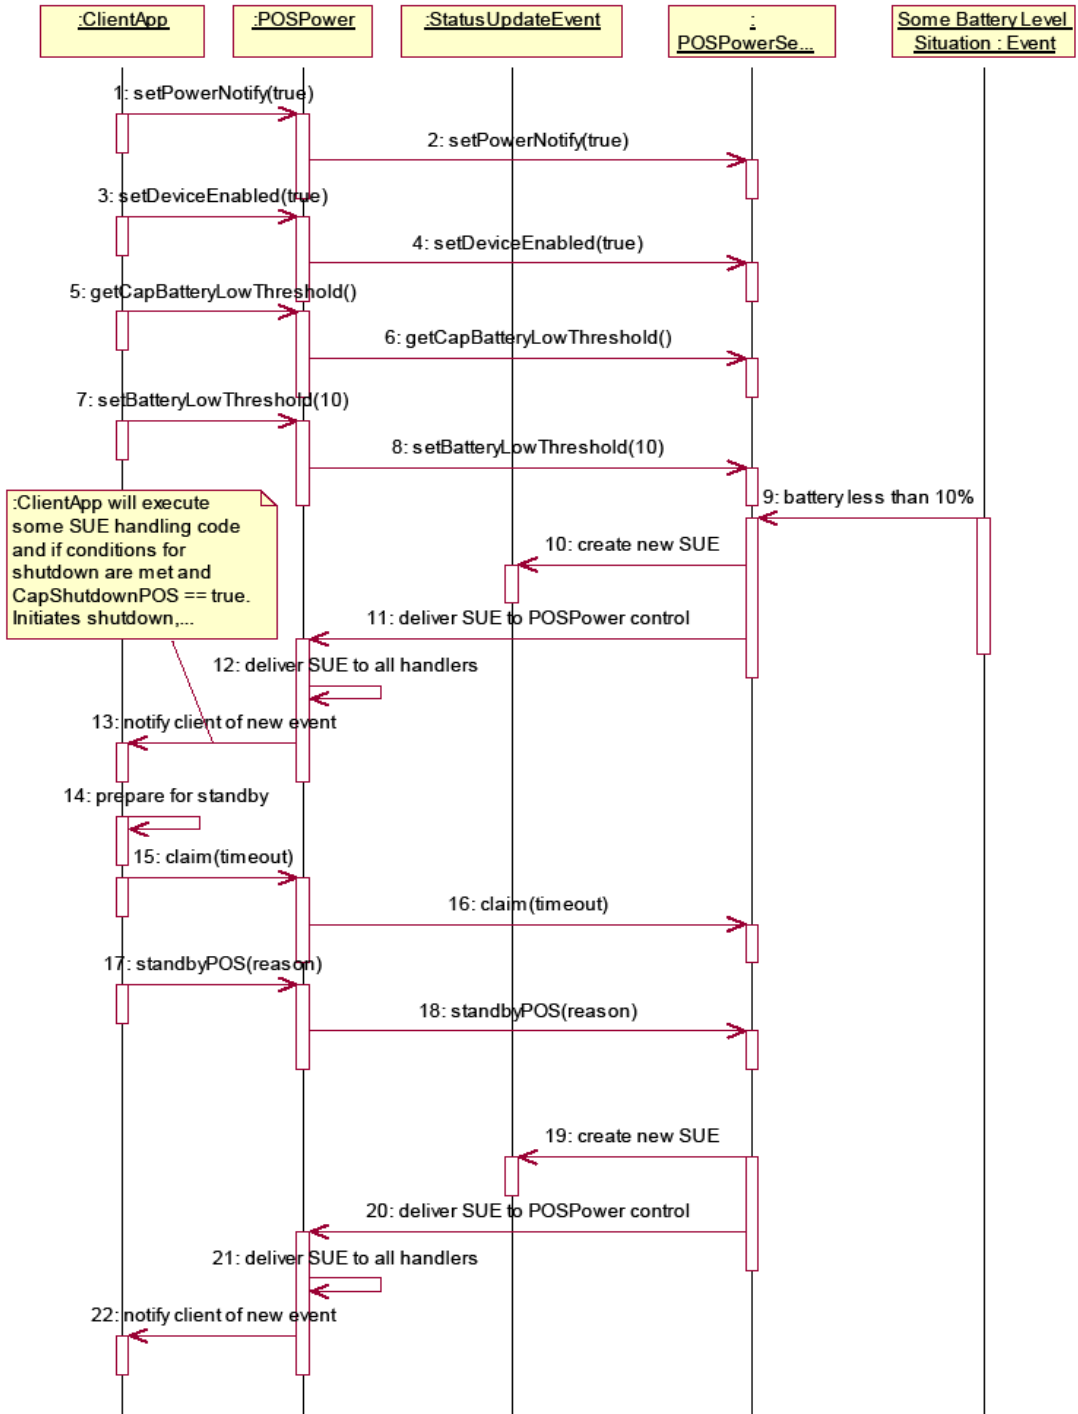 :ClientApp
:POSPower
:StatusUpdateEvent
:
POSPowerSe...
Some Battery Level
Situation : Event
1: setPowerNotify(true)
2: setPowerNotify(true)
3: setDeviceEnabled(true)
4: setDeviceEnabled(true)
5: getCapBatteryLowThreshold()
6: getCapBatteryLowThreshold()
7: setBatteryLowThreshold(10)
8: setBatteryLowThreshold(10)
:ClientApp will execute
some SUE handling code
and if conditions for
shutdown are met and
CapShutdownPOS == true.
Initiates shutdown,...
9: battery less than 10%
10: create new SUE
11: deliver SUE to POSPower control
12: deliver SUE to all handlers
13: notify client of new event
14: prepare for standby
15: claim(timeout)
16: claim(timeout)
17: standbyPOS(reason)
18: standbyPOS(reason)
19: create new SUE
20: deliver SUE to POSPower control
21: deliver SUE to all handlers
22: notify client of new event